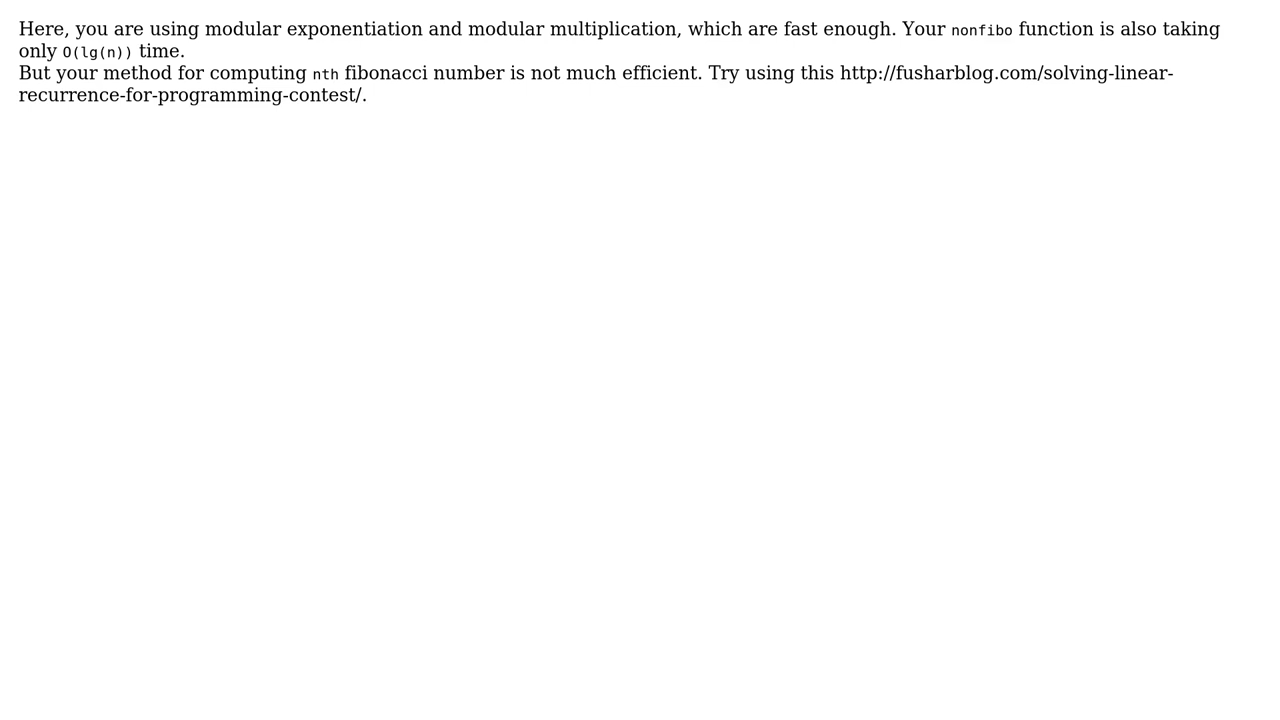 Here, you are using modular exponentiation and modular multiplication, which are fast enough. Your nonfibo function is also taking
only O(lg(n)) time.
But your method for computing nth fibonacci number is not much efficient. Try using this http://fusharblog.com/solving-linear-
recurrence-for-programming-contest/.